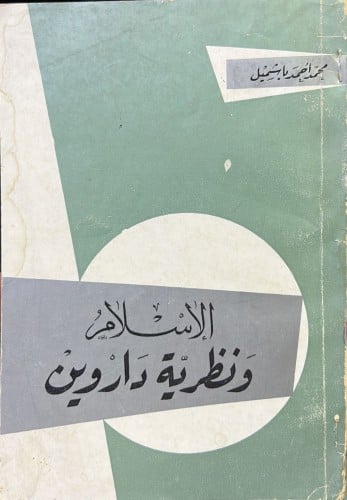 محمد أحمد باشميل
الإسلام
ونظرية داروين